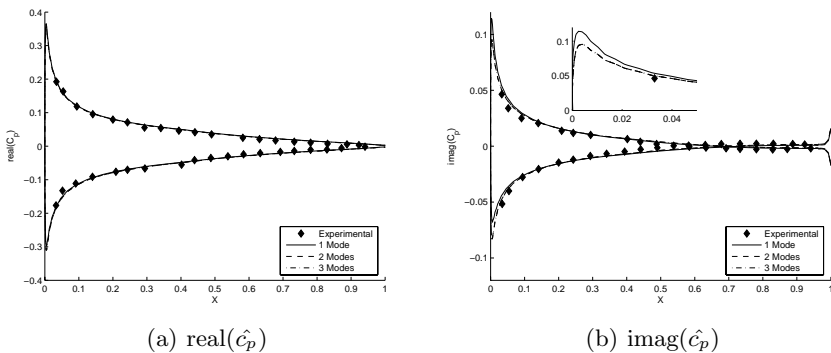 0.4
0.3
0.2
0.1
0
−0.1
−0.2
−0.3
−0.4
real(Cp)
0 0.1 0.2 0.3 0.4 0.5 0.6 0.7 0.8 0.9 1
X
Experimental
1 Mode
2 Modes
3 Modes
(a) real(ĉp)
0.1
0.05
0
−0.05
−0.1
imag(Cp)
0 0.1 0.2 0.3 0.4 0.5 0.6 0.7 0.8 0.9 1
X
0.1
0.05
0
0 0.02 0.04
Experimental
1 Mode
2 Modes
3 Modes
(b) imag(ĉp)